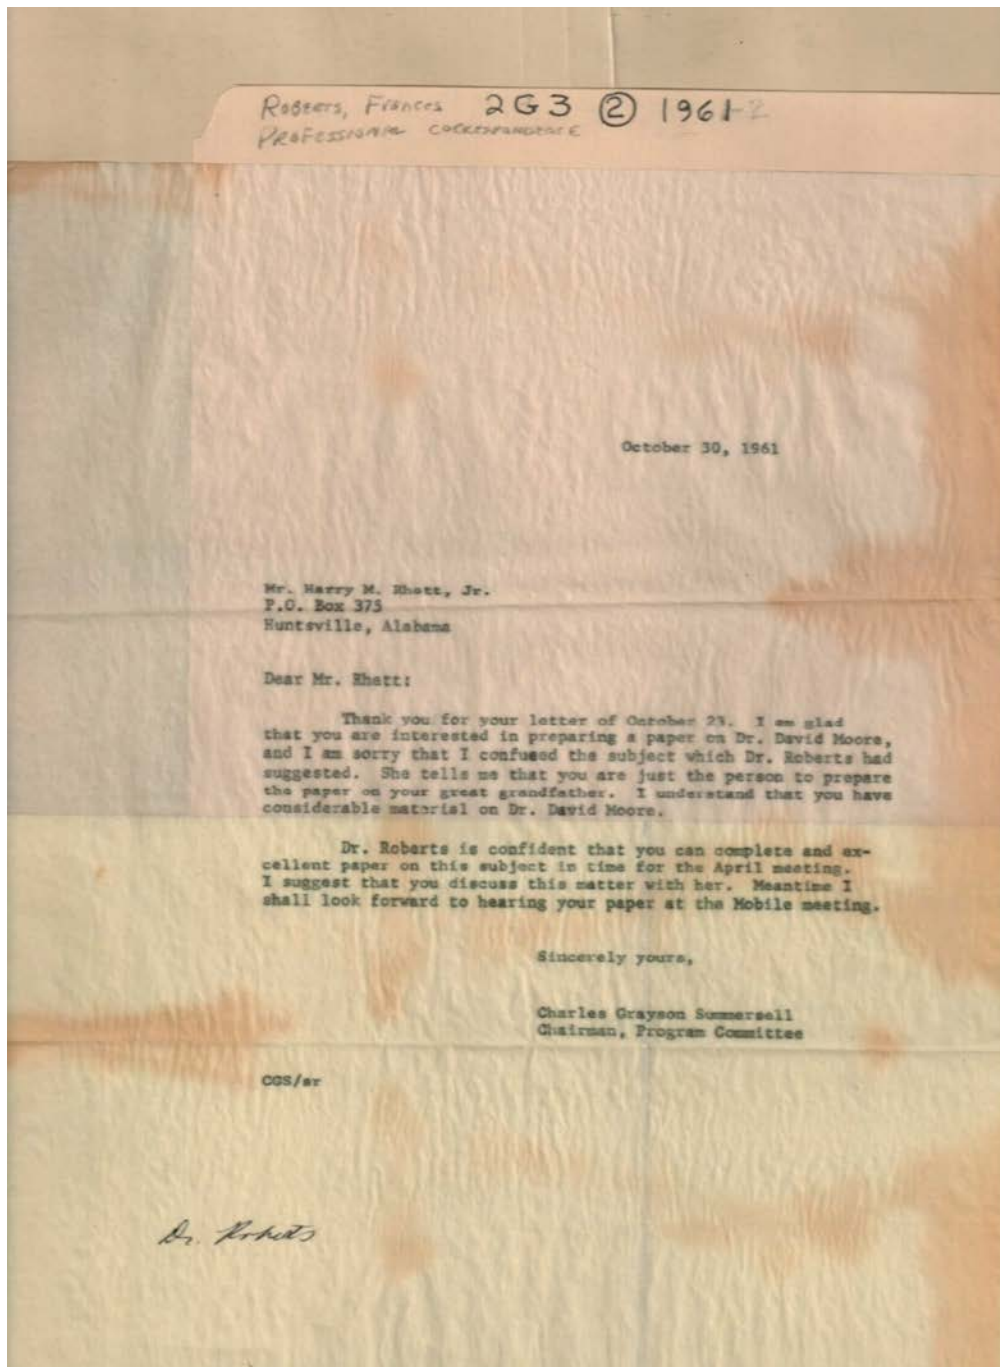 Roberts, Frances 2G3 ② 1961-2
PROFESSIONAL CORRESPONDENCE
October 30, 1961
Mr. Harry M. Rhett, Jr.
P.O. Box 375
Huntsville, Alabama
Dear Mr. Rhett:
Thank you for your letter of October 23. I am glad
that you are interested in preparing a paper on Dr. David Moore,
and I am sorry that I confused the subject which Dr. Roberts had
suggested. She tells me that you are just the person to prepare
the paper on your great grandfather. I understand that you have
considerable material on Dr. David Moore.
Dr. Roberts is confident that you can complete and ex-
cellent paper on this subject in time for the April meeting.
I suggest that you discuss this matter with her. Meantime I
shall look forward to hearing your paper at the Mobile meeting.
Sincerely yours,
Charles Grayson Summersell
Chairman, Program Committee
CGS/sr
Dr. Roberts